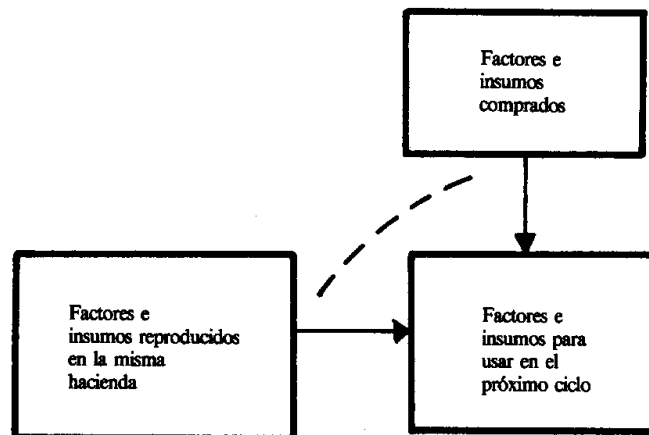 Factores e
insumos
comprados
Factores e
insumos reproducidos
en la misma
hacienda
Factores e
insumos para
usar en el
próximo ciclo